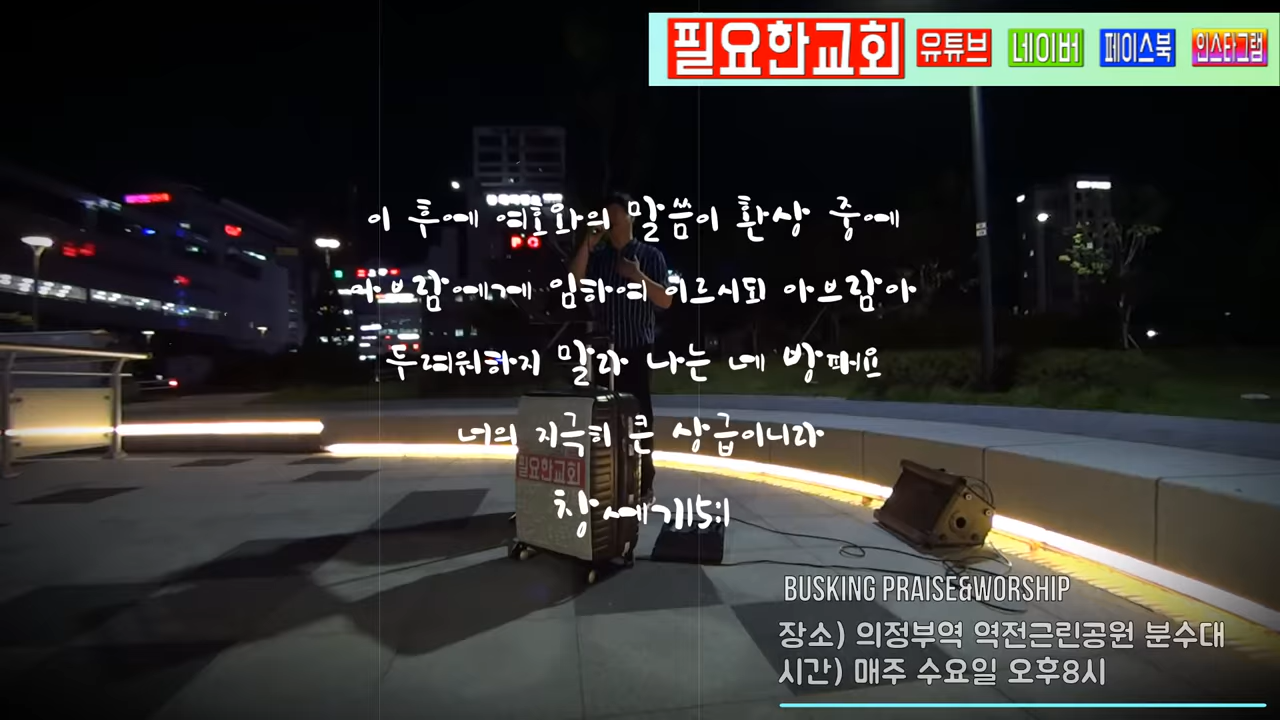 필요한교회 유튜브 네이버 페이스북 인스타그램
이 후에 여호와의 말씀이 환상 중에
아브람에게 임하여 이르시되 아브람아
두려워하지 말라 나는 네 방패요
너의 지극히 큰 상급이니라
필요한교회
창세기15:1
BUSKING PRAISE&WORSHIP
장소) 의정부역 역전근린공원 분수대
시간) 매주 수요일 오후8시